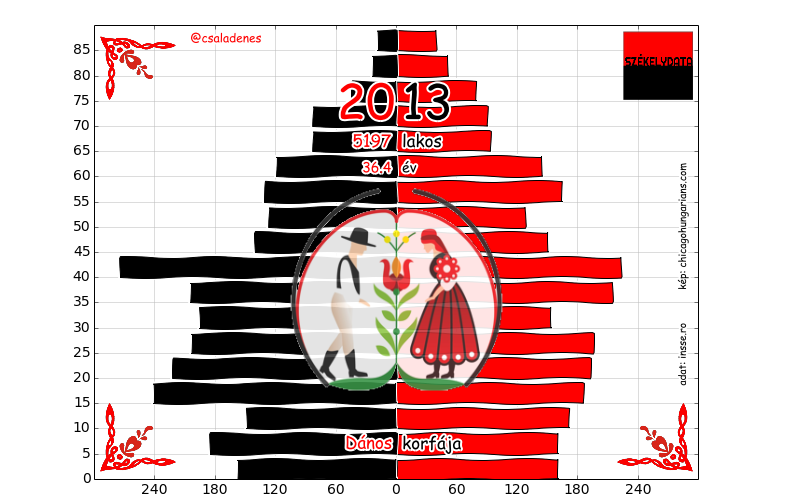 @csaladenes
SZÉKELYDATA
2013
5197 lakos
36.4 év
kép: chicagohungarians.com
adat: insse.ro
Dános korfája
85
80
75
70
65
60
55
50
45
40
35
30
25
20
15
10
5
0
240 180 120 60 0 60 120 180 240